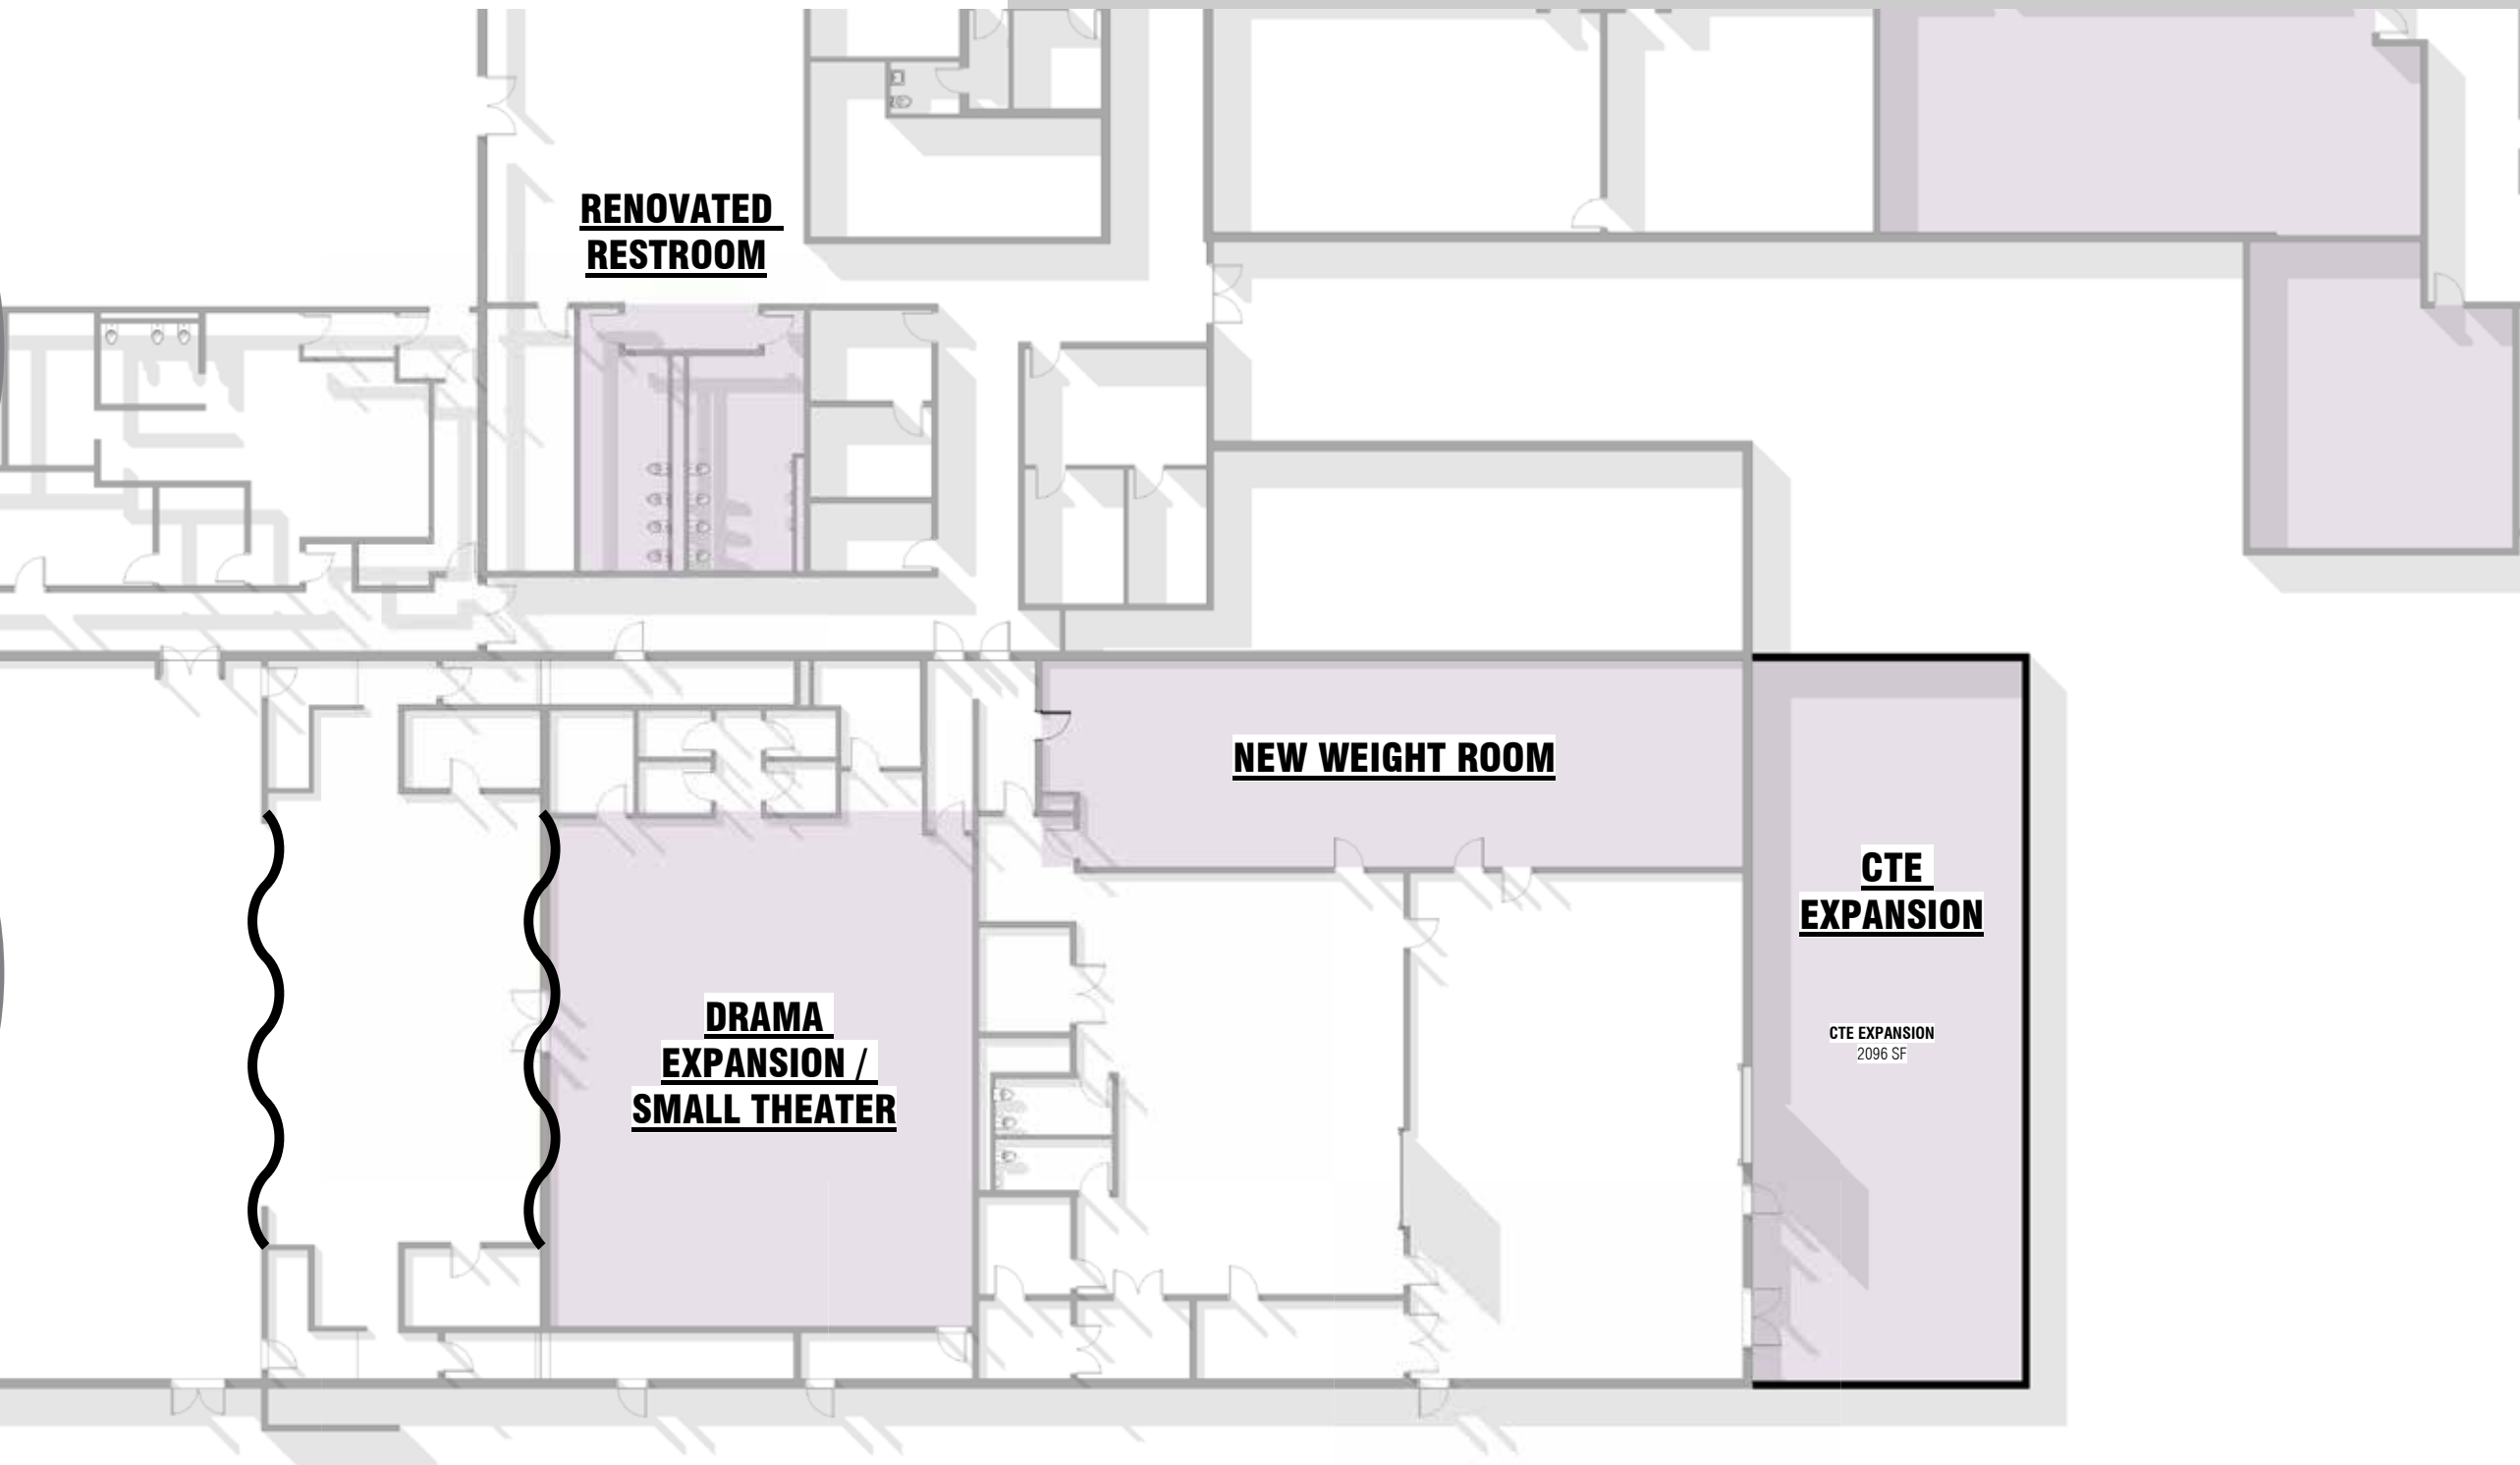 RENOVATED
RESTROOM
NEW WEIGHT ROOM
CTE
EXPANSION
DRAMA
EXPANSION /
SMALL THEATER
CTE EXPANSION
2096 SF